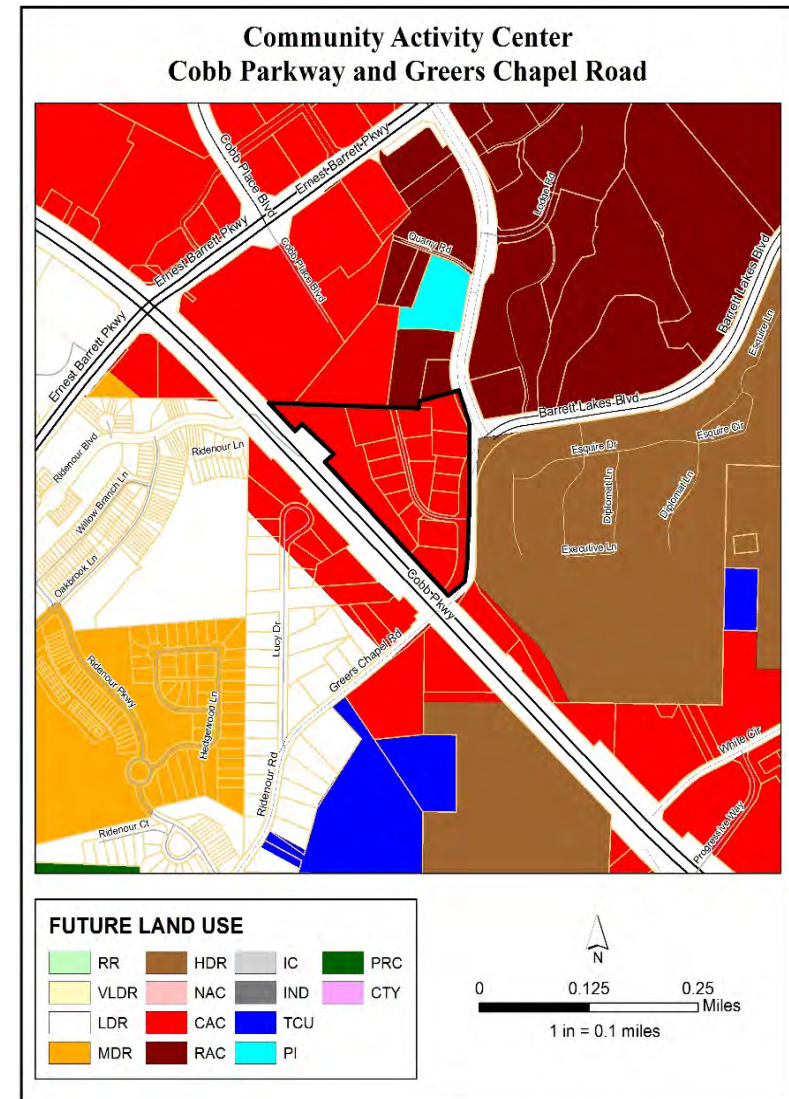 Community Activity Center
Cobb Parkway and Greers Chapel Road
Cobb Place Blvd
Ernest Barrett Pkwy
Ernest Barrett Pkwy
Cobb Place Blvd
Ernest Barrett Pkwy
Lodge Rd
Quarry Rd
Barrett Lakes Blvd
Esquire Ln
Barrett Lakes Blvd
Ridenour Blvd
Ridenour Ln
Willow Branch Ln
Oakbrook Ln
Esquire Dr
Esquire Cir
Diplomat Ln
Diplomat Ln
Executive Ln
Cobb Pkwy
Lucy Dr
Greers Chapel Rd
Ridenour Pkwy
Hedgewood Ln
Ridenour Rd
Ridenour Ct
White Cir
Progressive Way
FUTURE LAND USE
RR HDR IC PRC
VLDR NAC IND CTY
LDR CAC TCU
MDR RAC PI
N
0 0.125 0.25
Miles
1 in = 0.1 miles